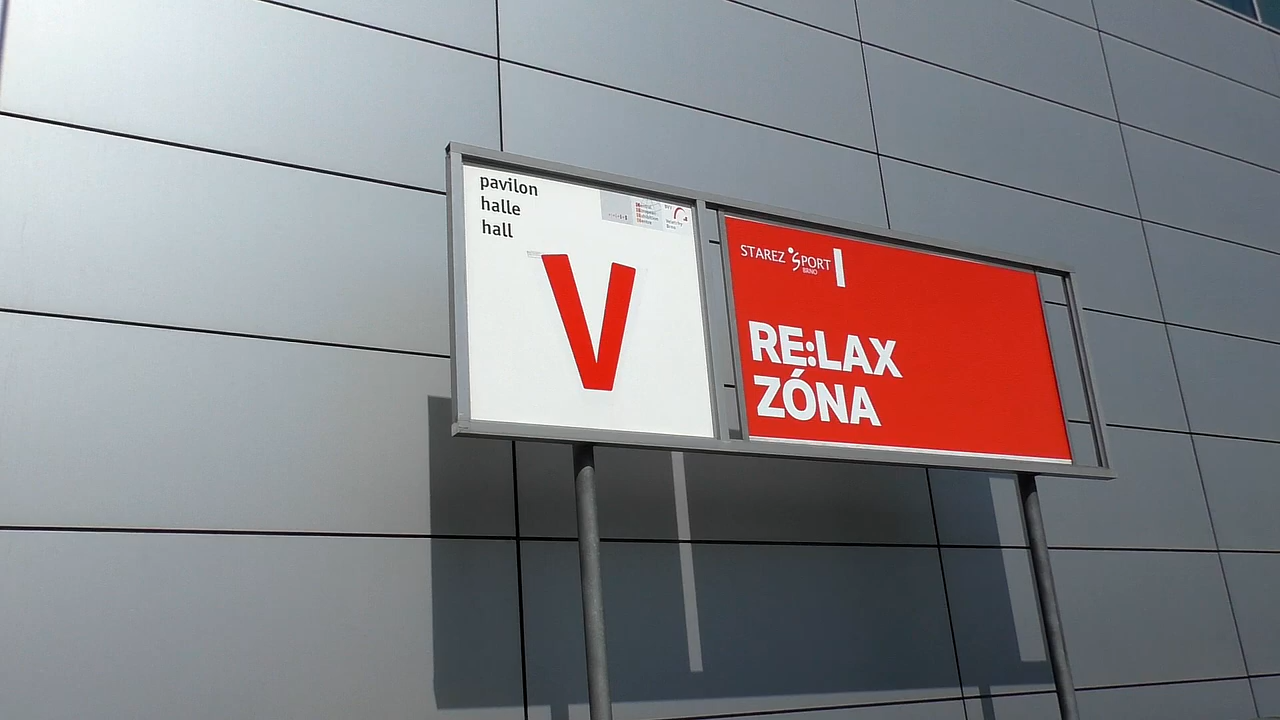 pavilon
halle
hall
V
STAREZ SPORT
BRNO
RE:LAX
ZÓNA